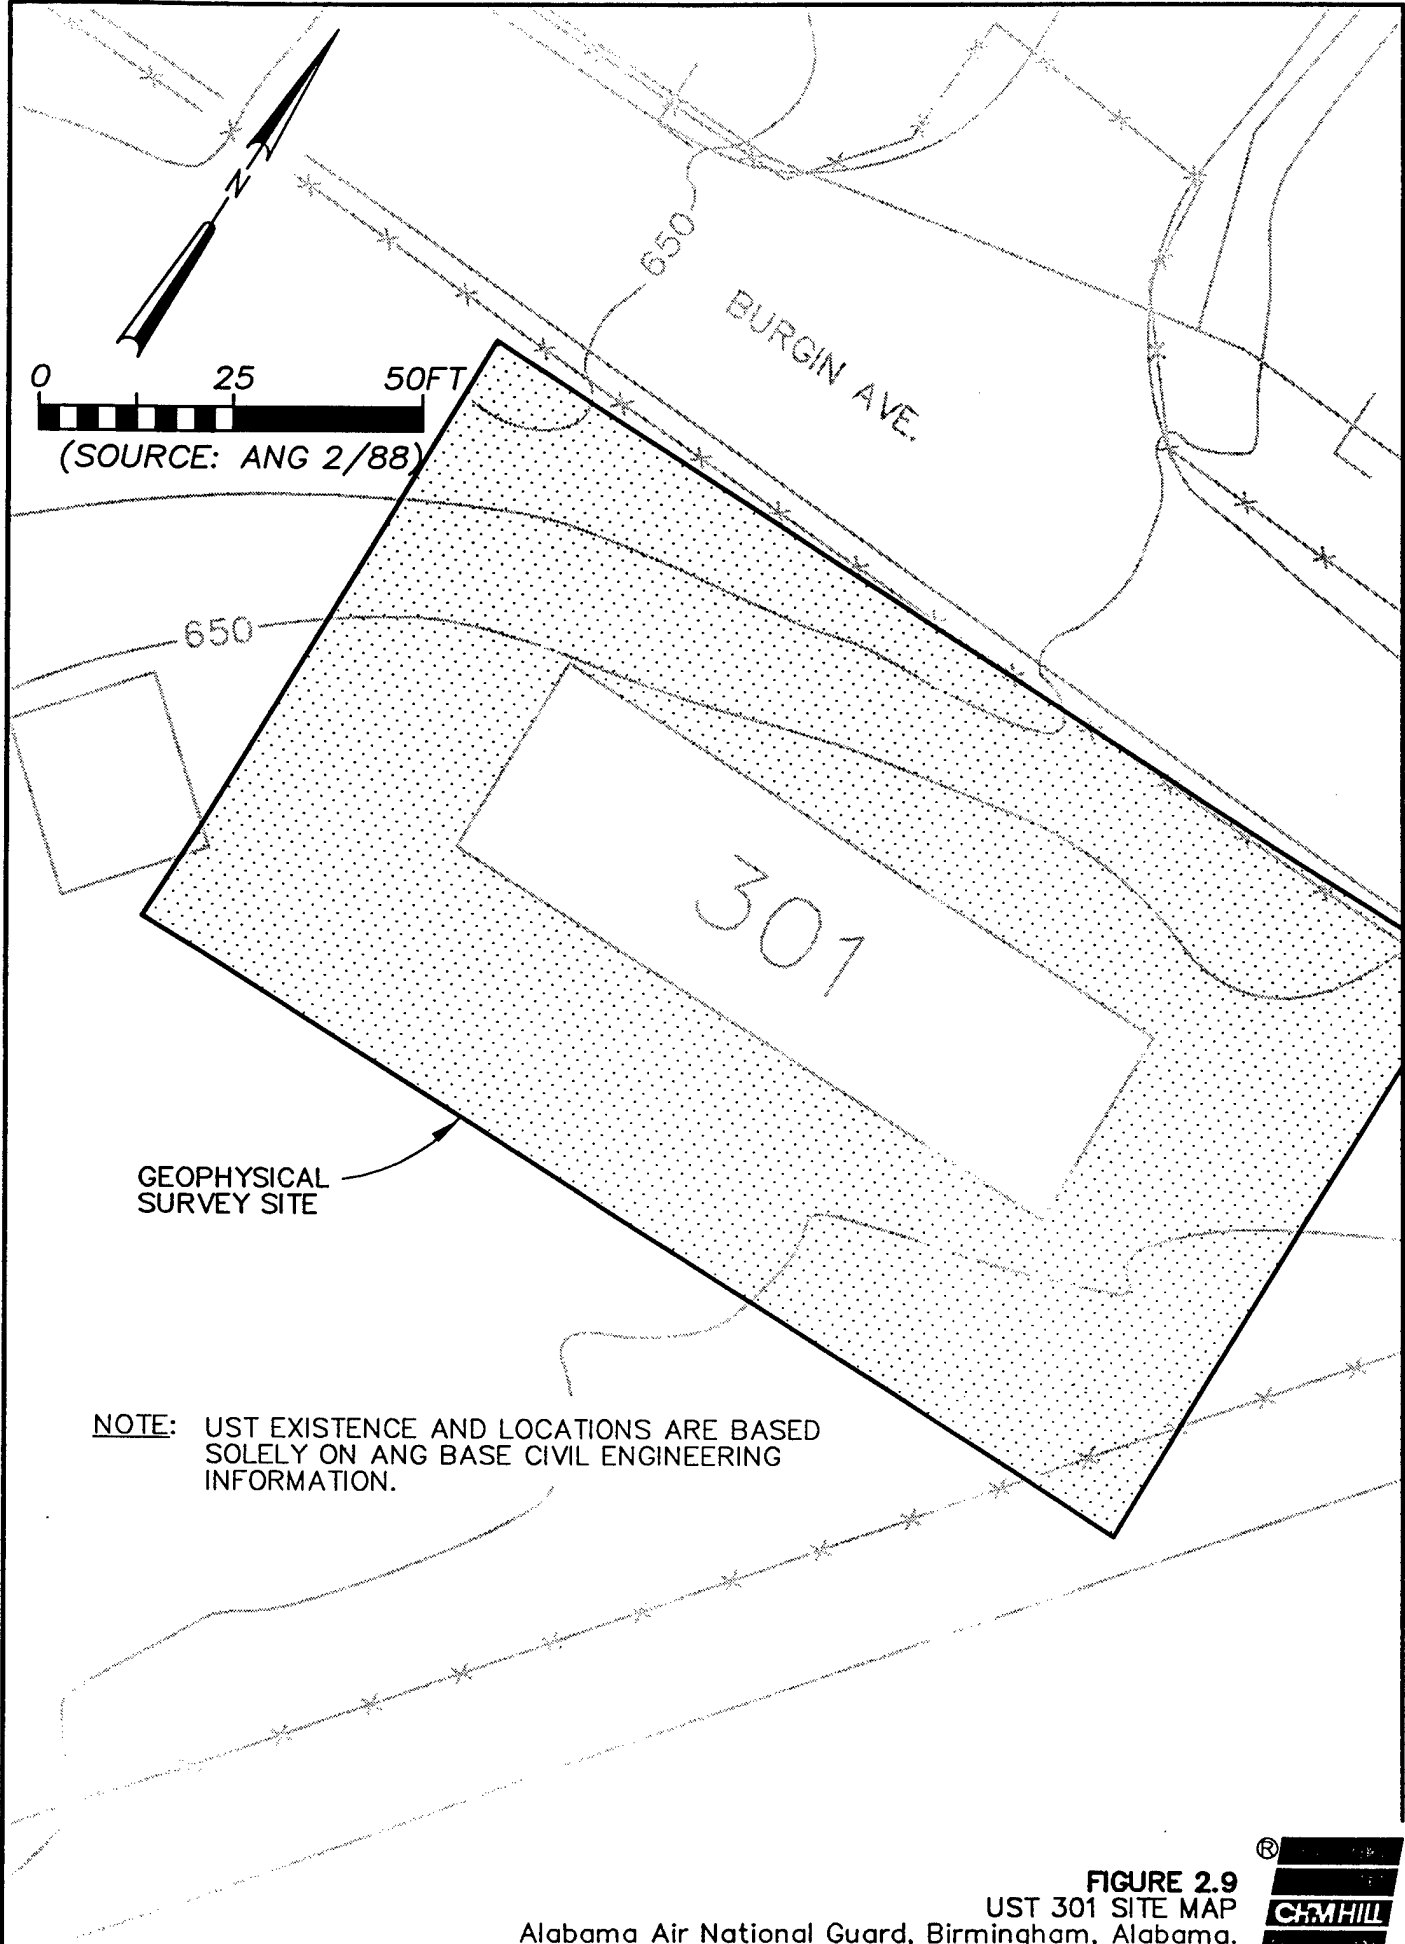 N
650
BURGIN AVE.
0 25 50FT
(SOURCE: ANG 2/88)
650
301
GEOPHYSICAL
SURVEY SITE
NOTE: UST EXISTENCE AND LOCATIONS ARE BASED
SOLELY ON ANG BASE CIVIL ENGINEERING
INFORMATION.
®
FIGURE 2.9
UST 301 SITE MAP
CH2M HILL
Alabama Air National Guard, Birmingham, Alabama.